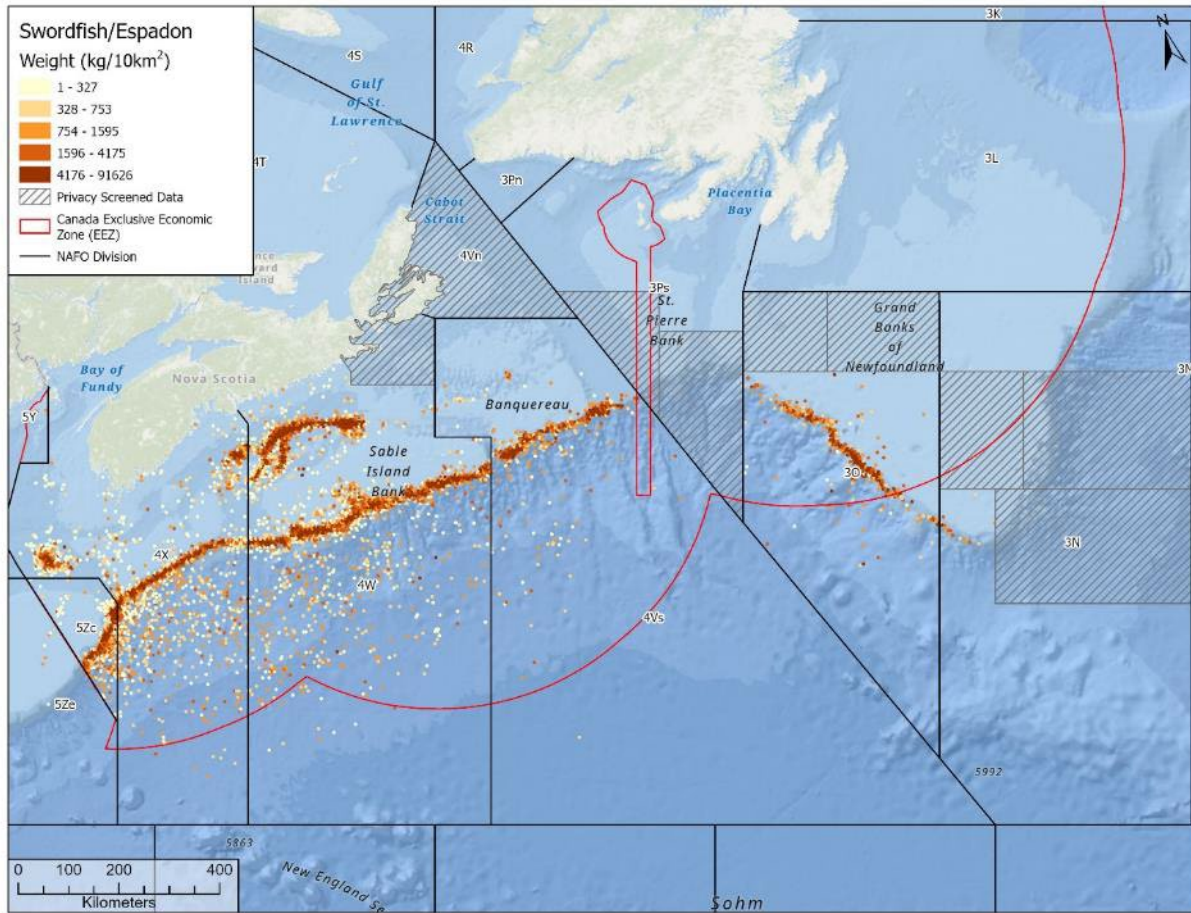 Swordfish/Espadon
Weight (kg/10km²)
1 - 327
328 - 753
754 - 1595
1596 - 4175
4176 - 91626
Privacy Screened Data
Canada Exclusive Economic
Zone (EEZ)
NAFO Division
3K
N
4S
4R
Gulf
of St.
Lawrence
4T
3L
3Pn
Placentia
Bay
Cabot
Strait
4Vn
Island
3Ps
St.
Pierre
Bank
Grand
Banks
of
Newfoundland
Bay of
Fundy
Nova Scotia
3M
5Y
Banquereau
Sable
Island
Bank
3O
4X
4W
3N
5Zc
4Vs
5Ze
5992
5863
New England Se
Sohm
0 100 200 400
Kilometers